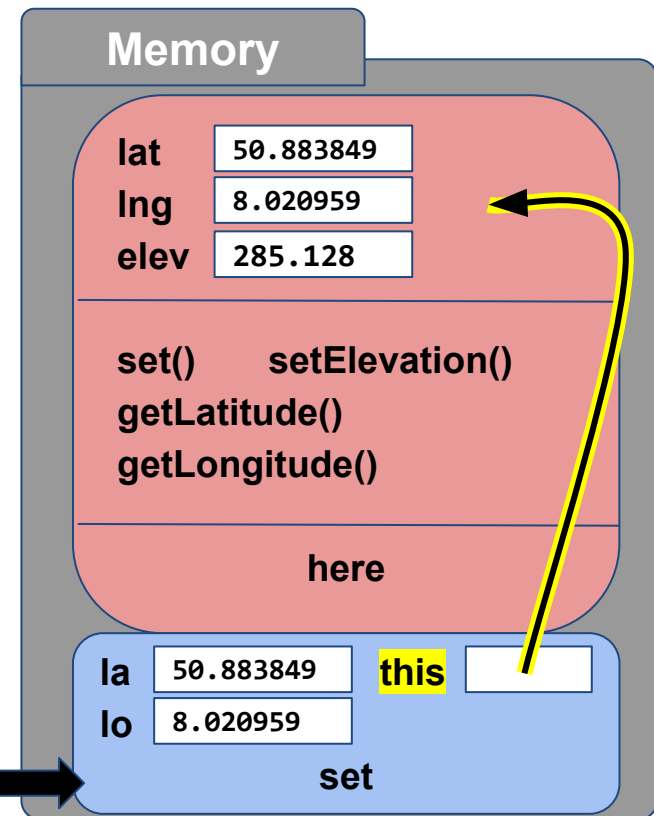 Memory
lat 50.883849
lng 8.020959
elev 285.128
set() setElevation()
getLatitude()
getLongitude()
here
la 50.883849 this
lo 8.020959
set